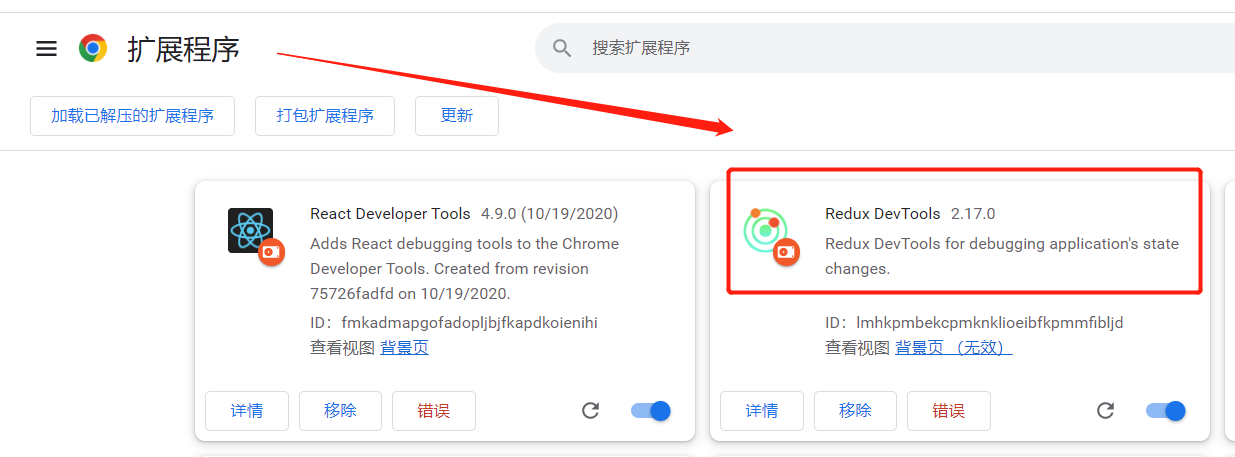 扩展程序
搜索扩展程序
加载已解压的扩展程序
打包扩展程序
更新
React Developer Tools 4.9.0 (10/19/2020)
Adds React debugging tools to the Chrome
Developer Tools. Created from revision
75726fadfd on 10/19/2020.
ID：fmkadmapgofadopljbjfkapdkoienihi
查看视图 背景页
详情
移除
错误
Redux DevTools 2.17.0
Redux DevTools for debugging application's state
changes.
ID：lmhkpmbekcpmknklioeibfkpmmfibljd
查看视图 背景页 （无效）
详情
移除
错误